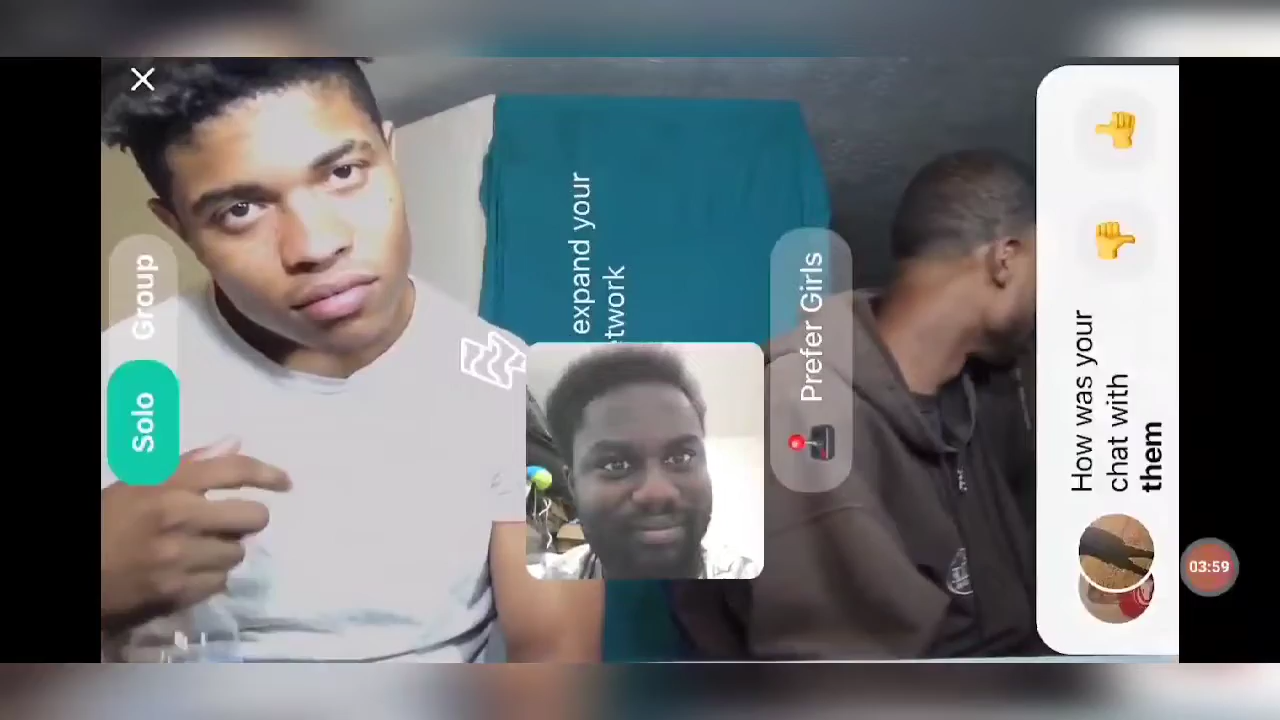 Solo
Group
expand your
twork
Prefer Girls
How was your
chat with
them
03:59